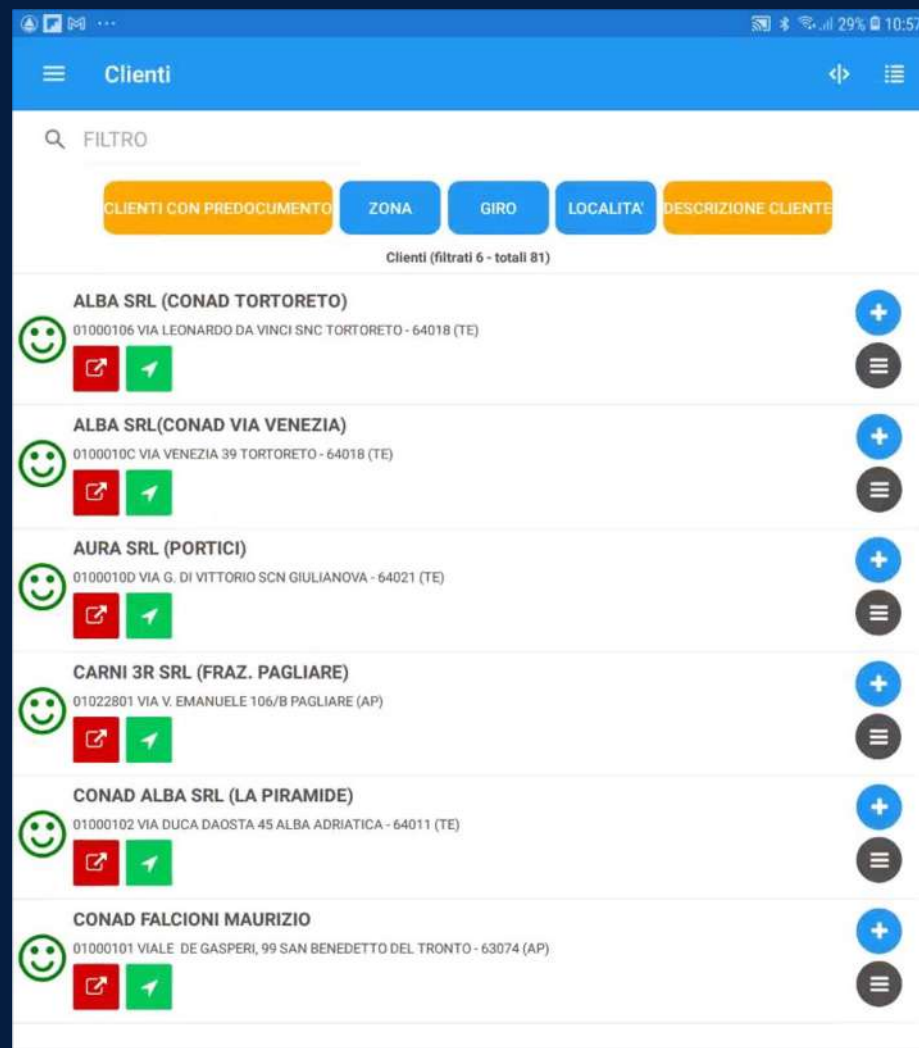 29% 10:57
Clienti
FILTRO
CLIENTI CON PREDOCUMENTO ZONA GIRO LOCALITA' DESCRIZIONE CLIENTE
Clienti (filtrati 6 - totali 81)
ALBA SRL (CONAD TORTORETO)
01000106 VIA LEONARDO DA VINCI SNC TORTORETO - 64018 (TE)
ALBA SRL(CONAD VIA VENEZIA)
0100010C VIA VENEZIA 39 TORTORETO - 64018 (TE)
AURA SRL (PORTICI)
0100010D VIA G. DI VITTORIO SCN GIULIANOVA - 64021 (TE)
CARNI 3R SRL (FRAZ. PAGLIARE)
01022801 VIA V. EMANUELE 106/B PAGLIARE (AP)
CONAD ALBA SRL (LA PIRAMIDE)
01000102 VIA DUCA DAOSTA 45 ALBA ADRIATICA - 64011 (TE)
CONAD FALCIONI MAURIZIO
01000101 VIALE DE GASPERI, 99 SAN BENEDETTO DEL TRONTO - 63074 (AP)